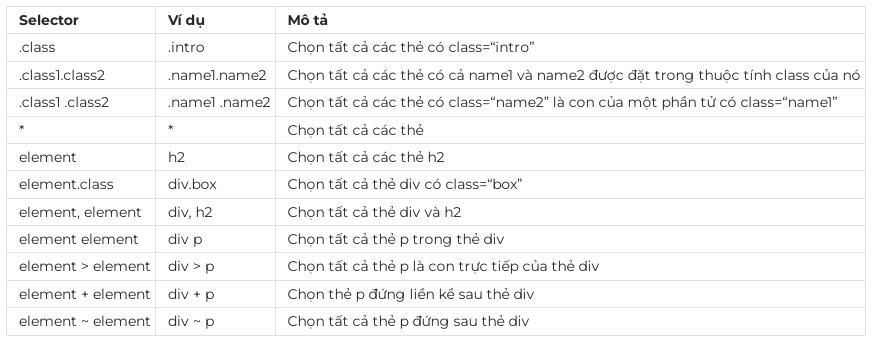 Selector Ví dụ Mô tả
.class .intro Chọn tất cả các thẻ có class=“intro”
.class1.class2 .name1.name2 Chọn tất cả các thẻ có cả name1 và name2 được đặt trong thuộc tính class của nó
.class1 .class2 .name1 .name2 Chọn tất cả các thẻ có class=“name2” là con của một phần tử có class=“name1”
* * Chọn tất cả các thẻ
element h2 Chọn tất cả các thẻ h2
element.class div.box Chọn tất cả thẻ div có class=“box”
element, element div, h2 Chọn tất cả thẻ div và h2
element element div p Chọn tất cả thẻ p trong thẻ div
element > element div > p Chọn tất cả thẻ p là con trực tiếp của thẻ div
element + element div + p Chọn thẻ p đứng liền kề sau thẻ div
element ~ element div ~ p Chọn tất cả thẻ p đứng sau thẻ div